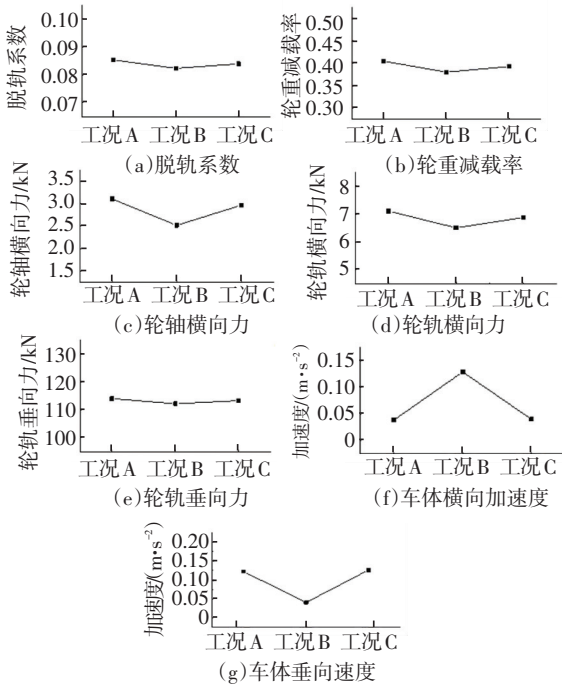 脱轨系数
0.10
0.09
0.08
0.07
工况 A 工况 B 工况 C
(a)脱轨系数
轮重减载率
0.50
0.40
0.40
0.30
工况 A 工况 B 工况 C
(b)轮重减载率
轮轴横向力/kN
3.5
3.0
2.5
2.0
1.5
工况 A 工况 B 工况 C
(c)轮轴横向力
轮轨横向力/kN
8
7
6
5
工况 A 工况 B 工况 C
(d)轮轨横向力
轮轨垂向力/kN
130
120
110
100
工况 A 工况 B 工况 C
(e)轮轨垂向力
加速度/(m·s⁻²)
0.15
0.10
0.05
0
工况 A 工况 B 工况 C
(f)车体横向加速度
加速度/(m·s⁻²)
0.20
0.15
0.10
0.05
0
工况 A 工况 B 工况 C
(g)车体垂向速度